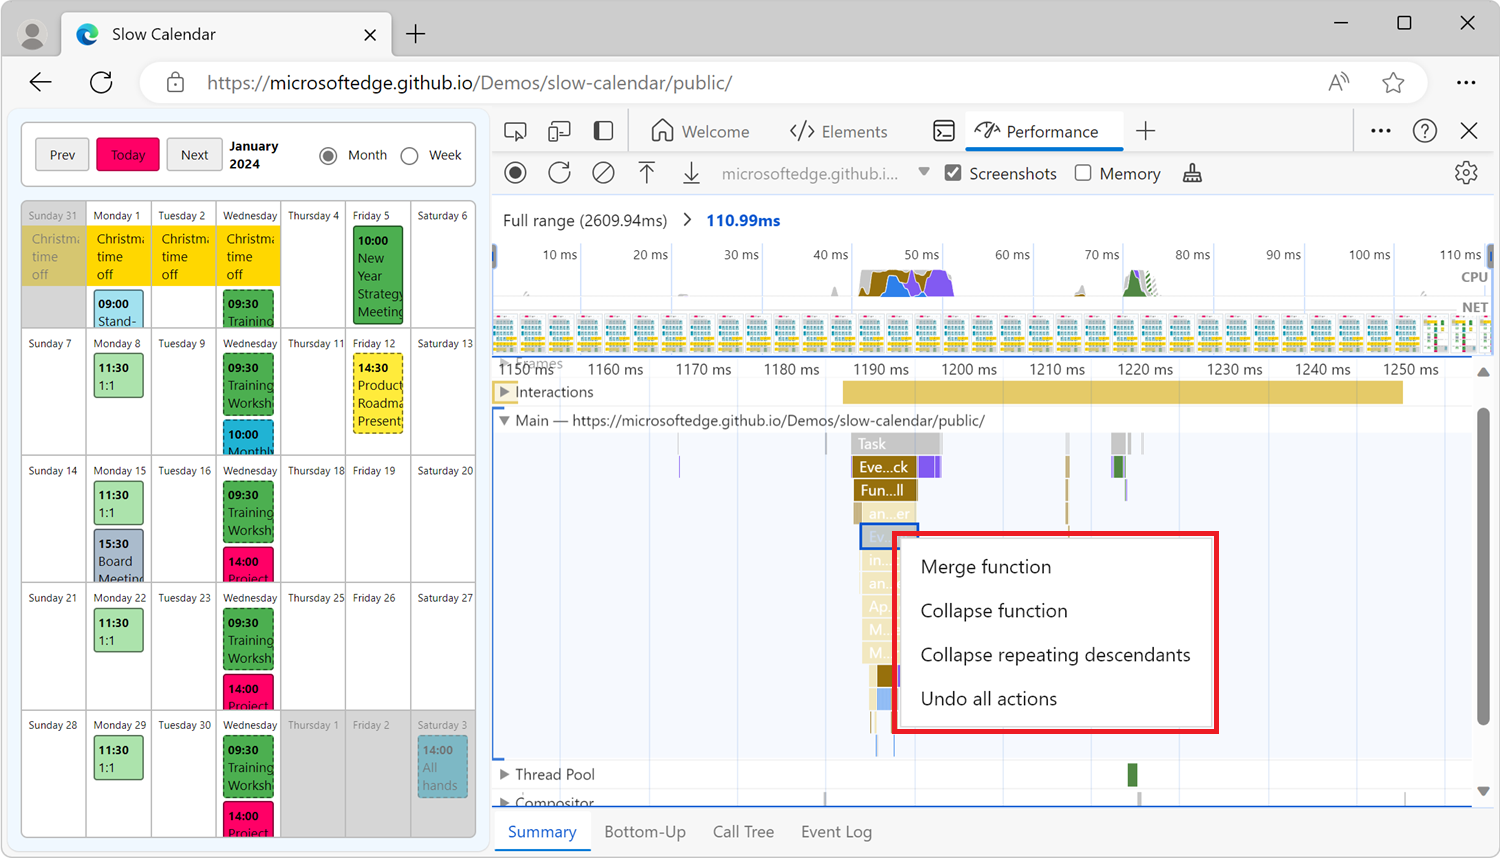 Slow Calendar
https://microsoftedge.github.io/Demos/slow-calendar/public/
Prev
Today
Next
January
2024
Month
Week
Sunday 31
Monday 1
Tuesday 2
Wednesday
Thursday 4
Friday 5
Saturday 6
Christma
time
off
Christma
time
off
Christma
time
off
Christma
time
off
09:00
Stand-
09:30
Training
10:00
New
Year
Strategy
Meeting
Sunday 7
Monday 8
Tuesday 9
Wednesday
Thursday 11
Friday 12
Saturday 13
11:30
1:1
09:30
Training
Worksh
10:00
Monthly
14:30
Product
Roadma
Present
Sunday 14
Monday 15
Tuesday 16
Wednesday
Thursday 18
Friday 19
Saturday 20
11:30
1:1
15:30
Board
Meeting
09:30
Training
Worksh
14:00
Project
Sunday 21
Monday 22
Tuesday 23
Wednesday
Thursday 25
Friday 26
Saturday 27
11:30
1:1
09:30
Training
Worksh
14:00
Project
Sunday 28
Monday 29
Tuesday 30
Wednesday
Thursday 1
Friday 2
Saturday 3
11:30
1:1
09:30
Training
Worksh
14:00
Project
14:00
All
hands
Welcome
Elements
Performance
microsoftedge.github.i...
Screenshots
Memory
Full range (2609.94ms)
110.99ms
10 ms
20 ms
30 ms
40 ms
50 ms
60 ms
70 ms
80 ms
90 ms
100 ms
110 ms
CPU
NET
Frames
1150 ms
1160 ms
1170 ms
1180 ms
1190 ms
1200 ms
1210 ms
1220 ms
1230 ms
1240 ms
1250 ms
Interactions
Main — https://microsoftedge.github.io/Demos/slow-calendar/public/
Task
Eve...ck
Fun...ll
an...er
Ev
in...
an...
Ap
M...
M...
Merge function
Collapse function
Collapse repeating descendants
Undo all actions
Thread Pool
Compositor
Summary
Bottom-Up
Call Tree
Event Log